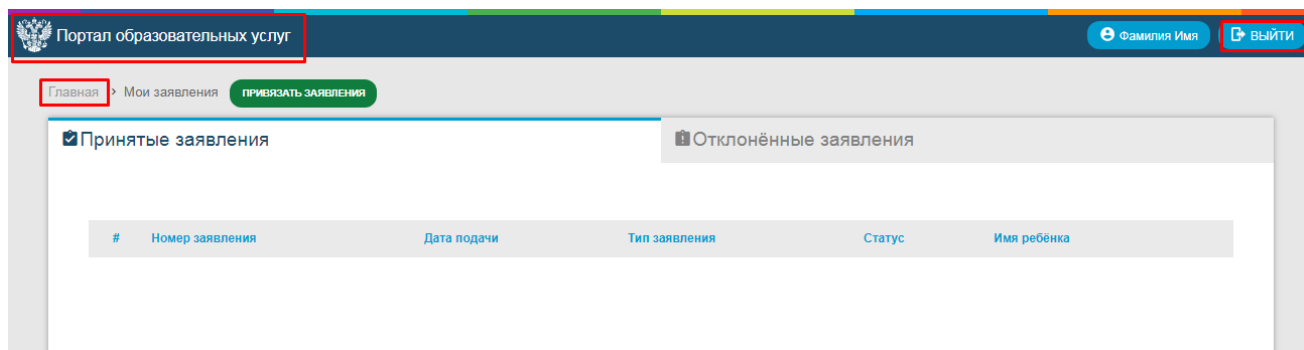 Портал образовательных услуг Фамилия Имя ВЫЙТИ
Главная › Мои заявления ПРИВЯЗАТЬ ЗАЯВЛЕНИЯ
Принятые заявления Отклонённые заявления
# Номер заявления Дата подачи Тип заявления Статус Имя ребёнка